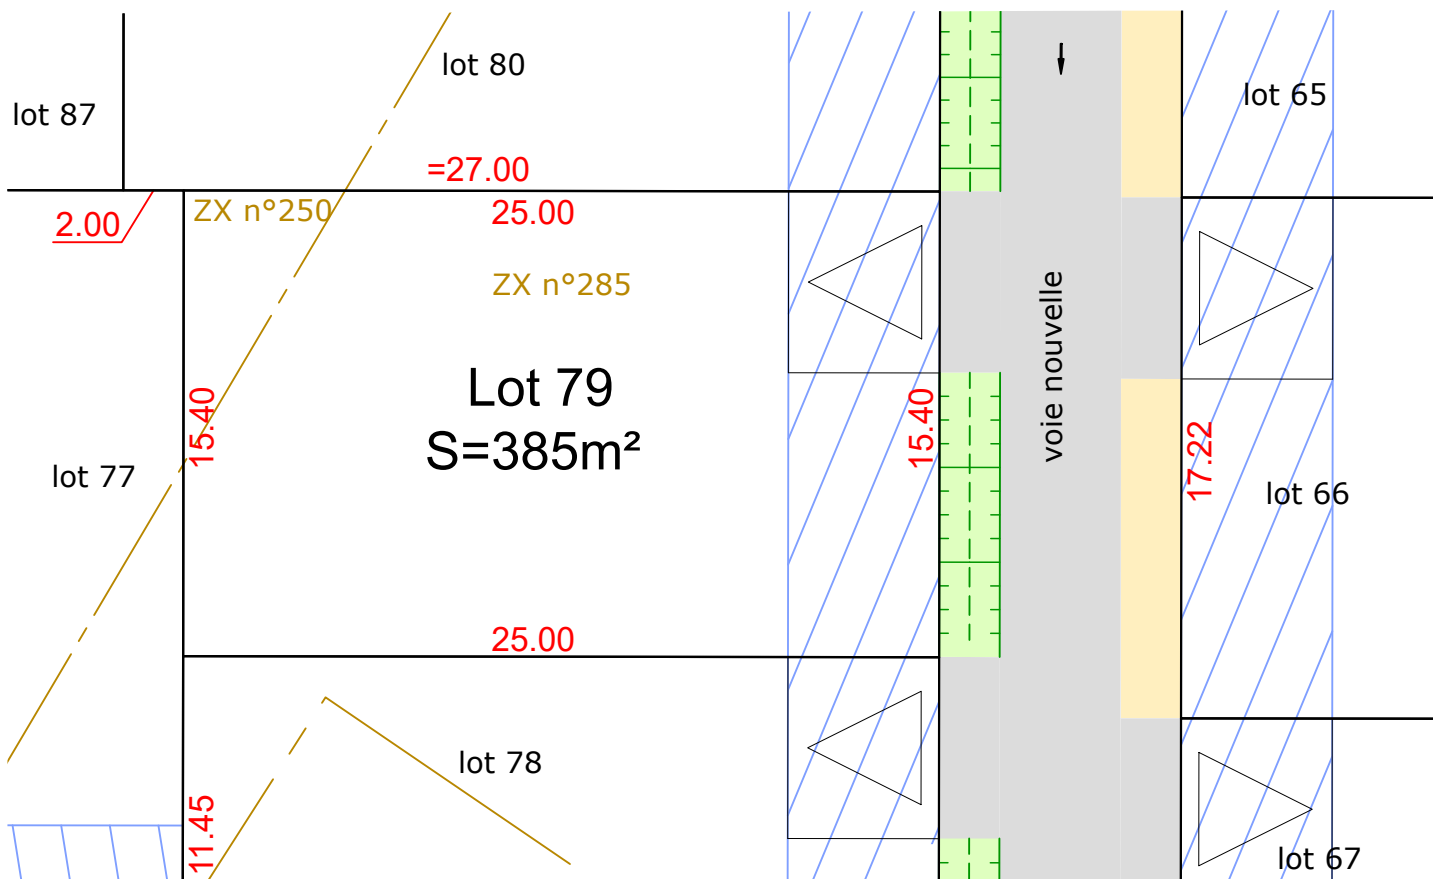 lot 80
lot 87
lot 65
=27.00
2.00
ZX n°250
25.00
ZX n°285
voie nouvelle
Lot 79
S=385m²
15.40
15.40
17.22
lot 77
lot 66
25.00
lot 78
11.45
lot 67